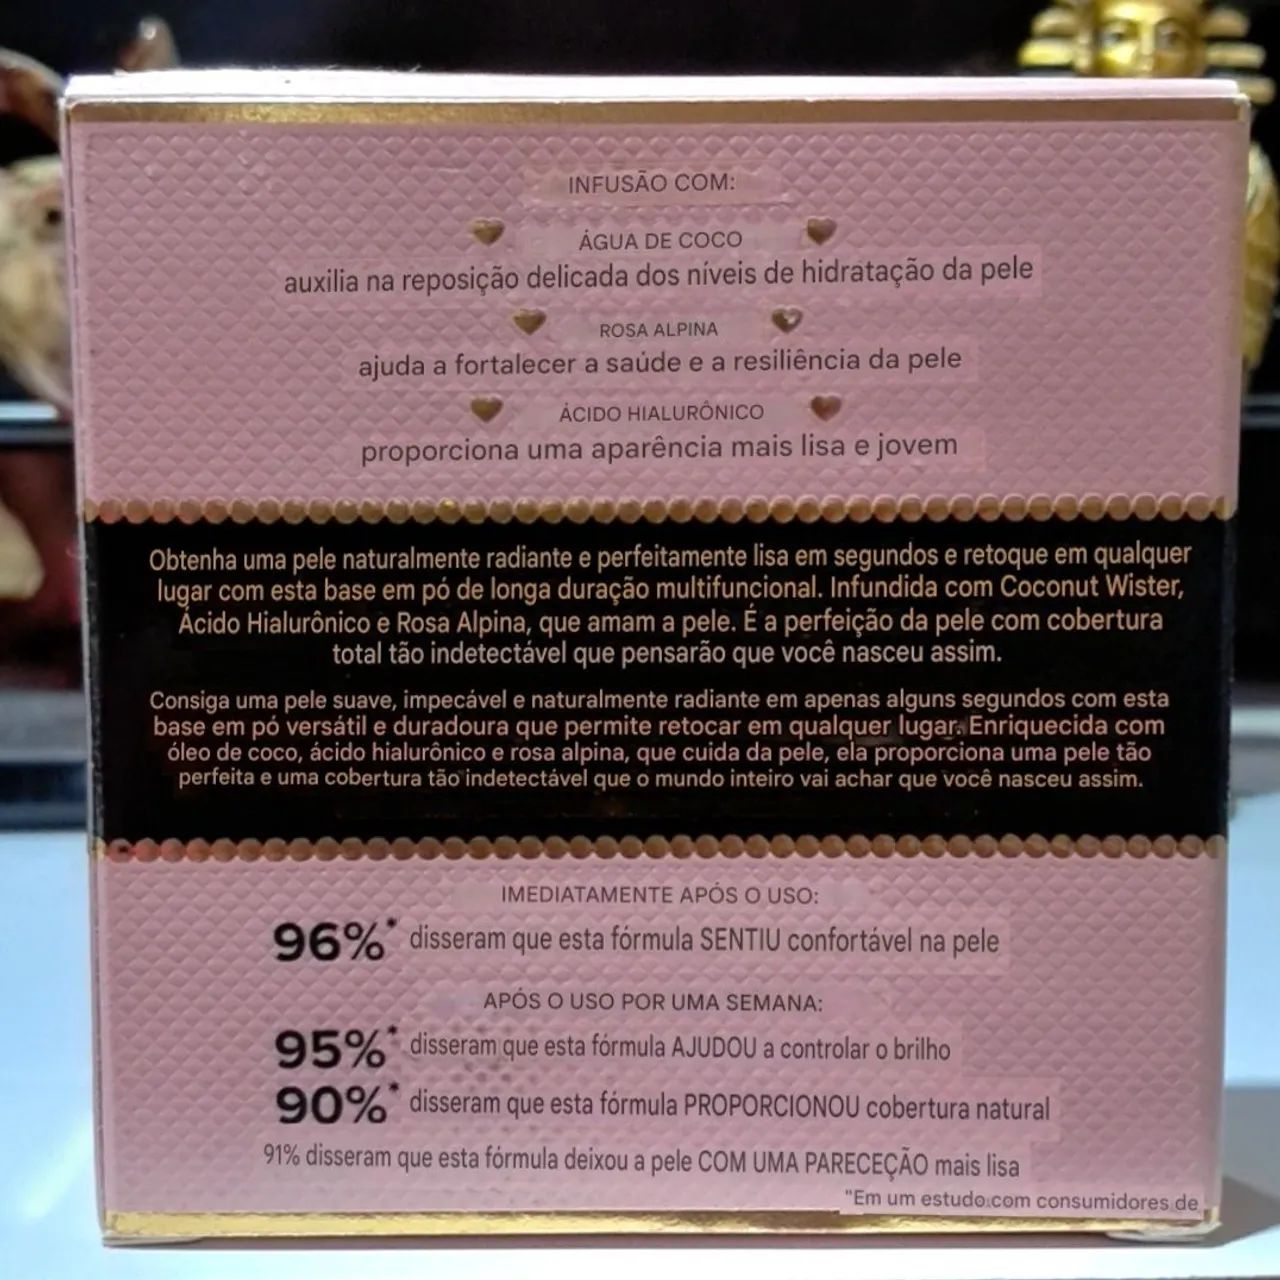 INFUSÃO COM:
ÁGUA DE COCO
auxilia na reposição delicada dos níveis de hidratação da pele
ROSA ALPINA
ajuda a fortalecer a saúde e a resiliência da pele
ÁCIDO HIALURÔNICO
proporciona uma aparência mais lisa e jovem
Obtenha uma pele naturalmente radiante e perfeitamente lisa em segundos e retoque em qualquer
lugar com esta base em pó de longa duração multifuncional. Infundida com Coconut Wister,
Ácido Hialurônico e Rosa Alpina, que amam a pele. É a perfeição da pele com cobertura
total tão indetectável que pensarão que você nasceu assim.
Consiga uma pele suave, impecável e naturalmente radiante em apenas alguns segundos com esta
base em pó versátil e duradoura que permite retocar em qualquer lugar. Enriquecida com
óleo de coco, ácido hialurônico e rosa alpina, que cuida da pele, ela proporciona uma pele tão
perfeita e uma cobertura tão indetectável que o mundo inteiro vai achar que você nasceu assim.
IMEDIATAMENTE APÓS O USO:
96%* disseram que esta fórmula SENTIU confortável na pele
APÓS O USO POR UMA SEMANA:
95%* disseram que esta fórmula AJUDOU a controlar o brilho
90%* disseram que esta fórmula PROPORCIONOU cobertura natural
91% disseram que esta fórmula deixou a pele COM UMA PARECEÇÃO mais lisa
"Em um estudo.com consumidores de